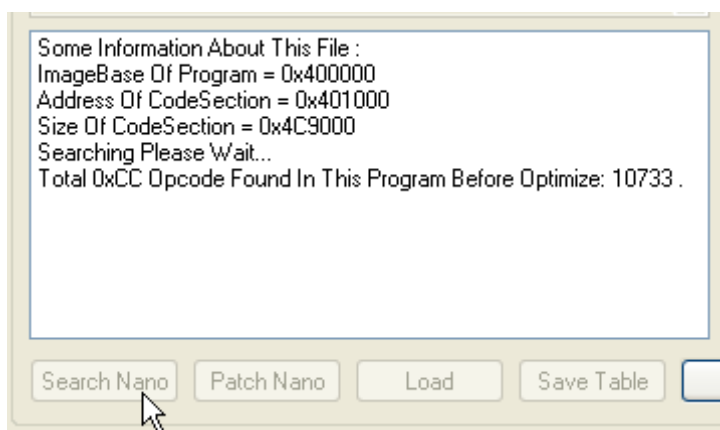 Some Information About This File :
ImageBase Of Program = 0x400000
Address Of CodeSection = 0x401000
Size Of CodeSection = 0x4C9000
Searching Please Wait...
Total 0xCC Opcode Found In This Program Before Optimize: 10733 .
Search Nano Patch Nano Load Save Table